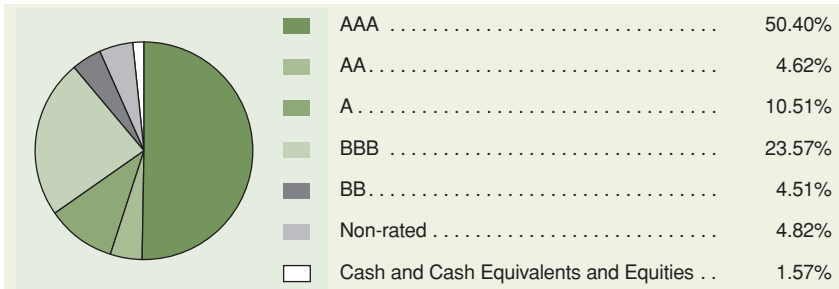 AAA . . . . . . . . . . . . . . . . . . . . . . . . . . . . . . . 50.40%
AA. . . . . . . . . . . . . . . . . . . . . . . . . . . . . . . . . 4.62%
A . . . . . . . . . . . . . . . . . . . . . . . . . . . . . . . . . . 10.51%
BBB . . . . . . . . . . . . . . . . . . . . . . . . . . . . . . . 23.57%
BB. . . . . . . . . . . . . . . . . . . . . . . . . . . . . . . . . 4.51%
Non-rated . . . . . . . . . . . . . . . . . . . . . . . . . . . 4.82%
Cash and Cash Equivalents and Equities . . 1.57%